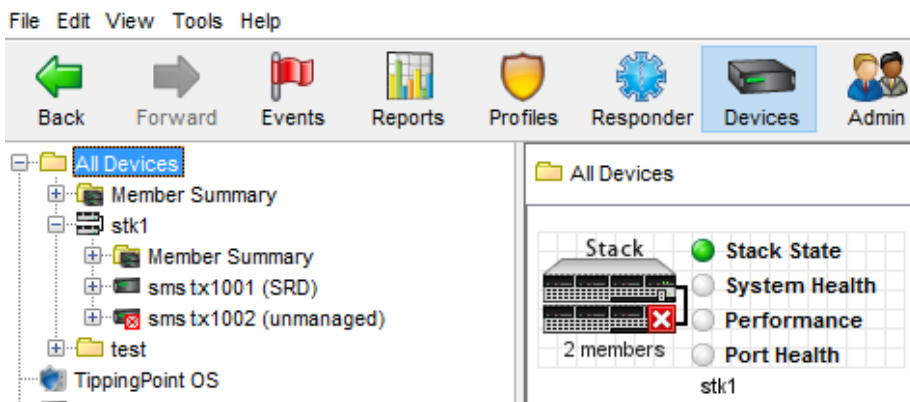 File Edit View Tools Help
Back Forward Events Reports Profiles Responder Devices Admin
All Devices
Member Summary
stk1
Member Summary
sms tx1001 (SRD)
sms tx1002 (unmanaged)
test
TippingPoint OS
All Devices
Stack
2 members
Stack State
System Health
Performance
Port Health
stk1